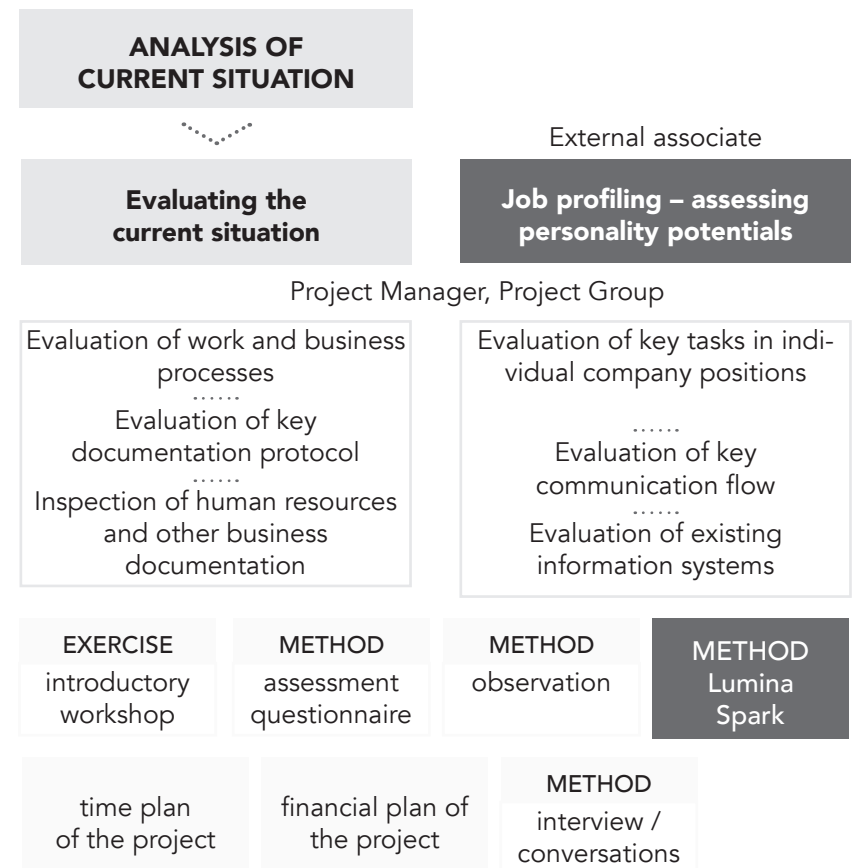 ANALYSIS OF
CURRENT SITUATION
External associate
Evaluating the
current situation
Job profiling – assessing
personality potentials
Project Manager, Project Group
Evaluation of work and business
processes
......
Evaluation of key
documentation protocol
......
Inspection of human resources
and other business
documentation
Evaluation of key tasks in indi-
vidual company positions
......
Evaluation of key
communication flow
......
Evaluation of existing
information systems
EXERCISE
introductory
workshop
METHOD
assessment
questionnaire
METHOD
observation
METHOD
Lumina
Spark
time plan
of the project
financial plan of
the project
METHOD
interview /
conversations